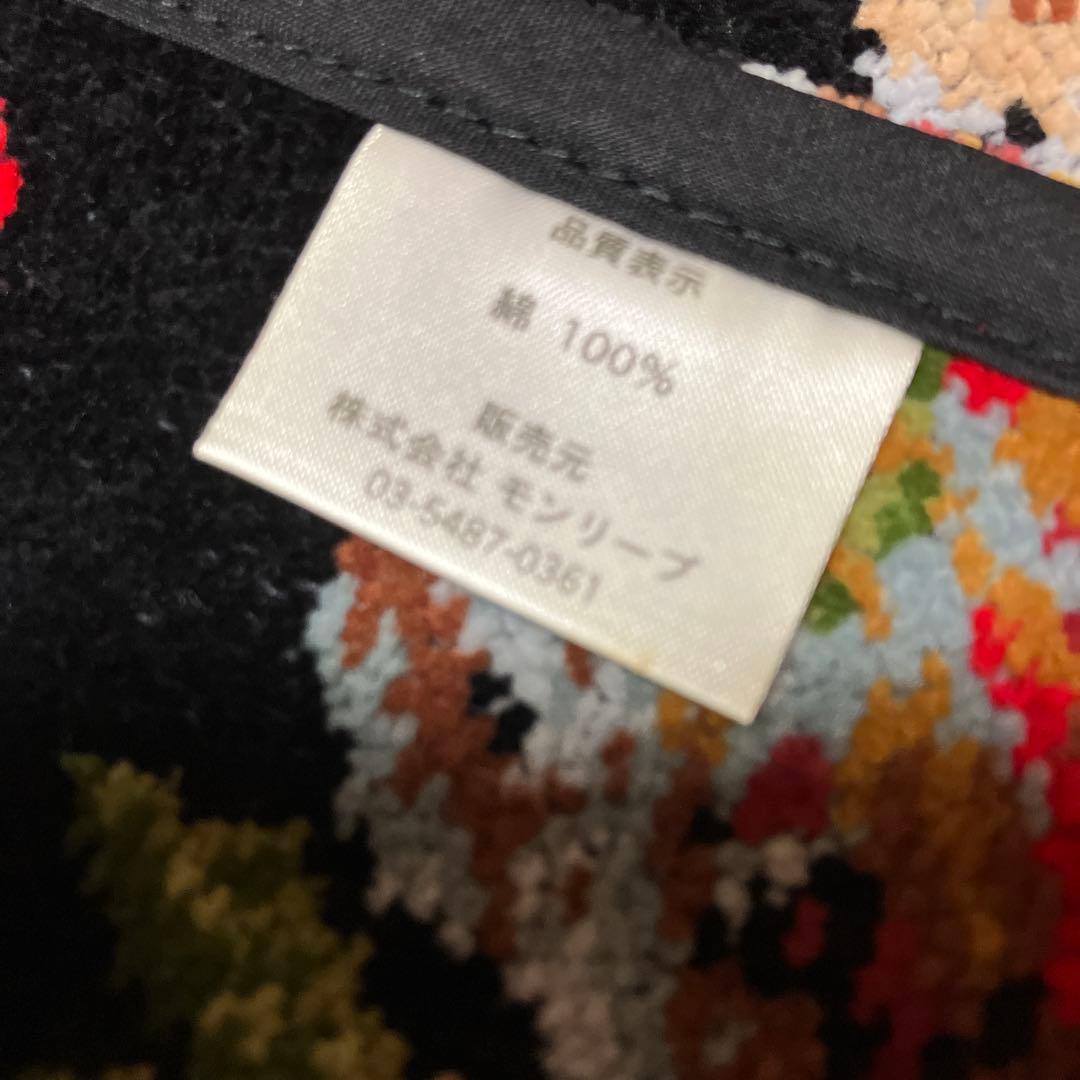 品質表示
綿 100%
販売元
株式会社 モンリーブ
03-5487-0361